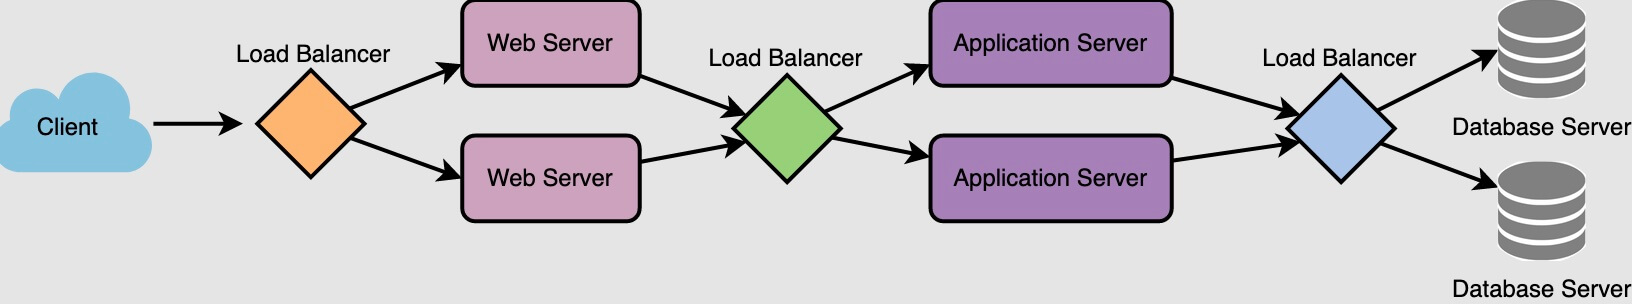 Client
Load Balancer
Web Server
Web Server
Load Balancer
Application Server
Application Server
Load Balancer
Database Server
Database Server